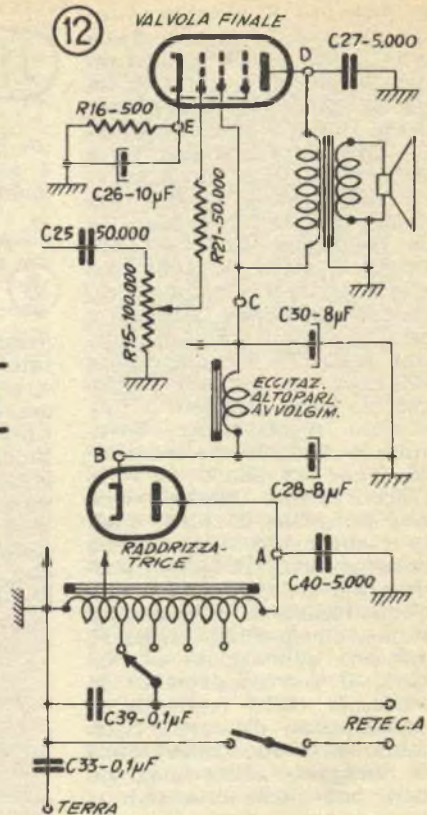 12
VALVOLA FINALE
D
C27-5.000
R16-500
E
C26-10µF
R21-50.000
C25
50.000
R15-100.000
C
C30-8µF
ECCITAZ.
ALTOPARL.
AVVOLGIM.
B
C28-8µF
RADDRIZZA-
TRICE
A
C40-5.000
C39-0,1µF
RETE C.A
C33-0,1µF
TERRA